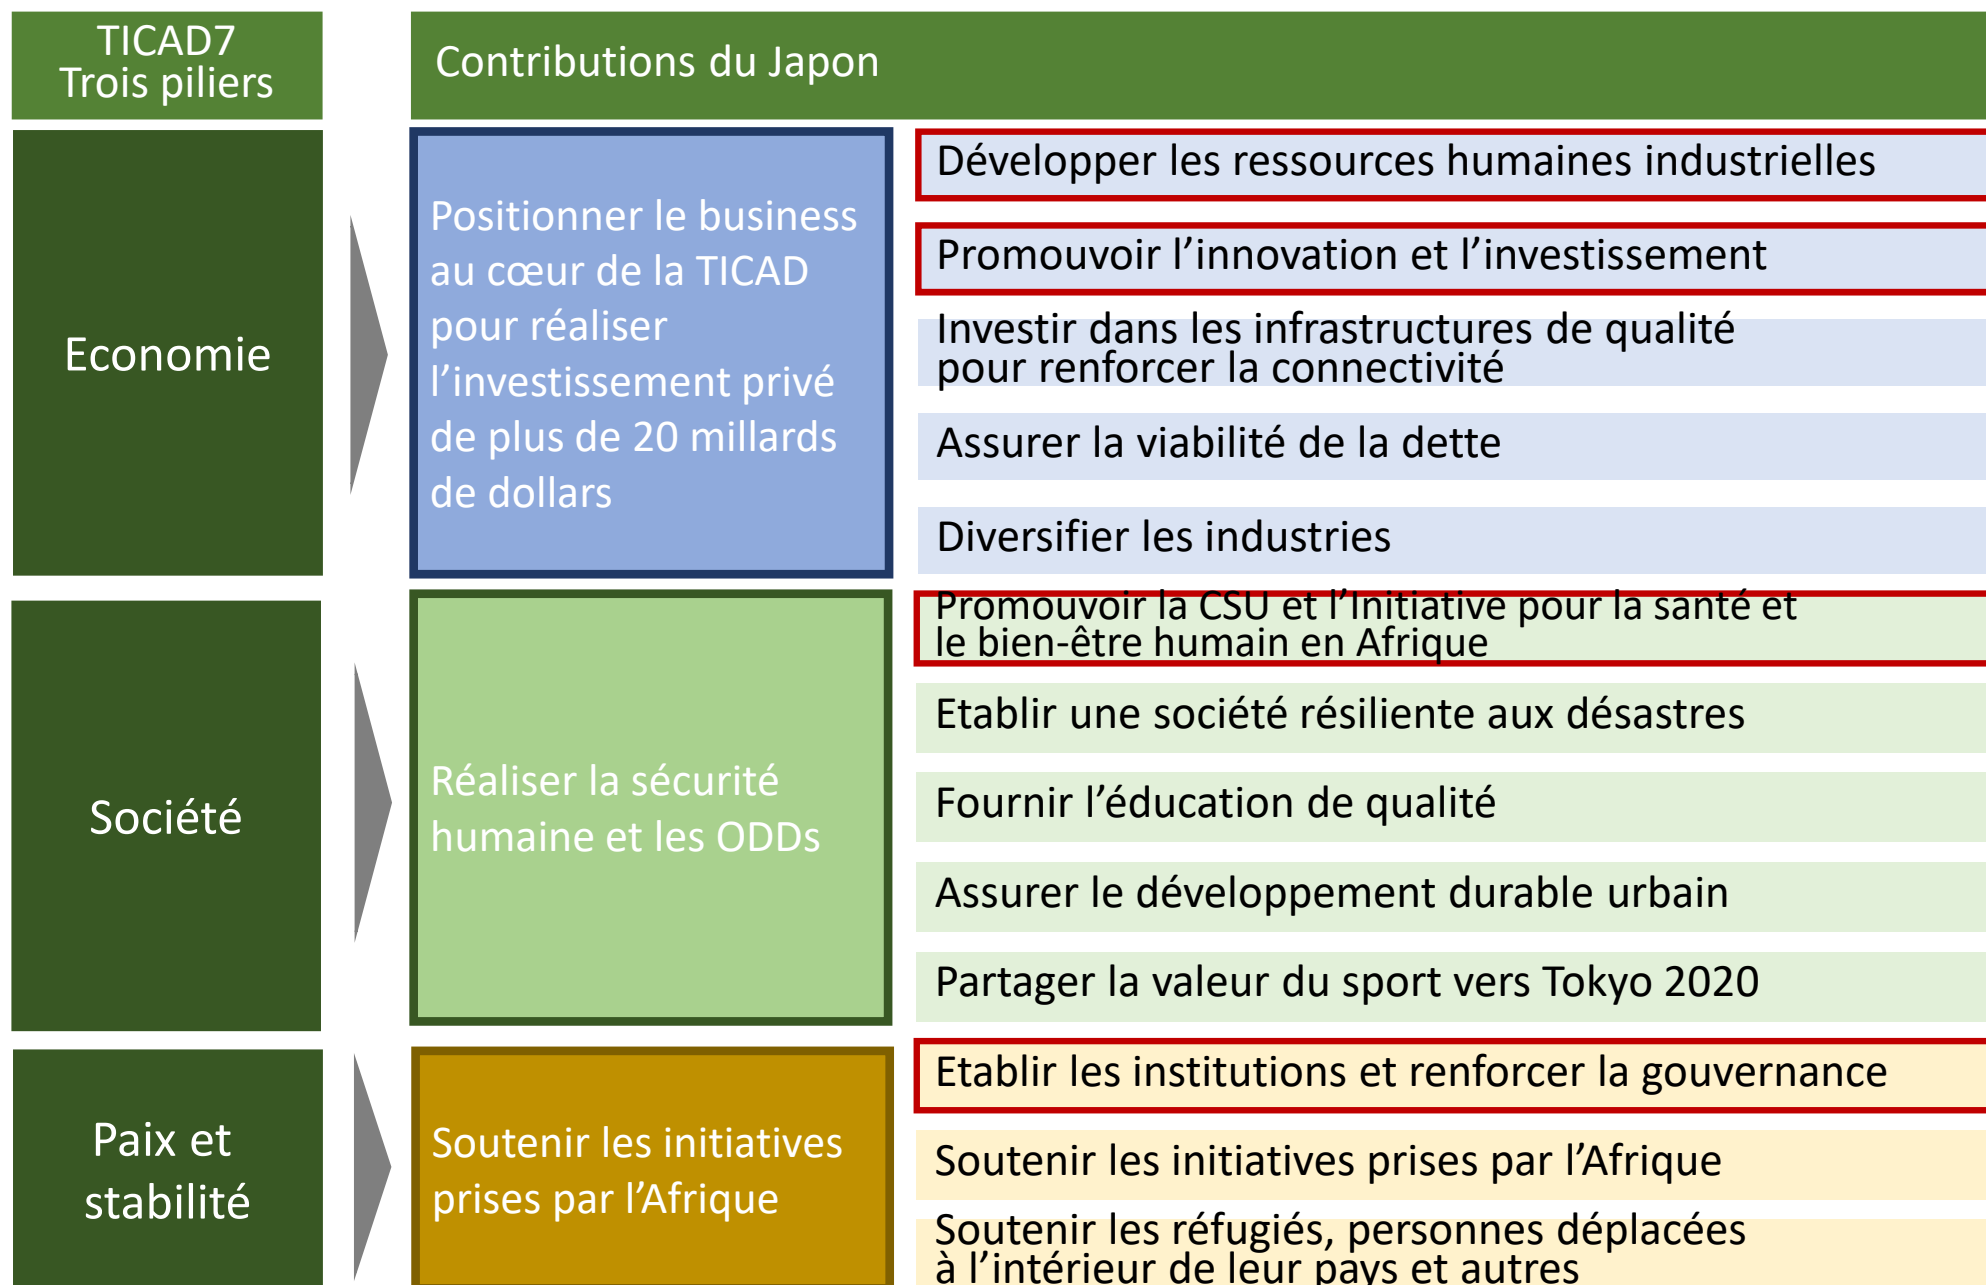 TICAD7
Trois piliers
Contributions du Japon
Economie
Positionner le business
au cœur de la TICAD
pour réaliser
l’investissement privé
de plus de 20 millards
de dollars
Développer les ressources humaines industrielles
Promouvoir l’innovation et l’investissement
Investir dans les infrastructures de qualité
pour renforcer la connectivité
Assurer la viabilité de la dette
Diversifier les industries
Société
Réaliser la sécurité
humaine et les ODDs
Promouvoir la CSU et l’Initiative pour la santé et
le bien-être humain en Afrique
Etablir une société résiliente aux désastres
Fournir l’éducation de qualité
Assurer le développement durable urbain
Partager la valeur du sport vers Tokyo 2020
Paix et
stabilité
Soutenir les initiatives
prises par l’Afrique
Etablir les institutions et renforcer la gouvernance
Soutenir les initiatives prises par l’Afrique
Soutenir les réfugiés, personnes déplacées
à l’intérieur de leur pays et autres